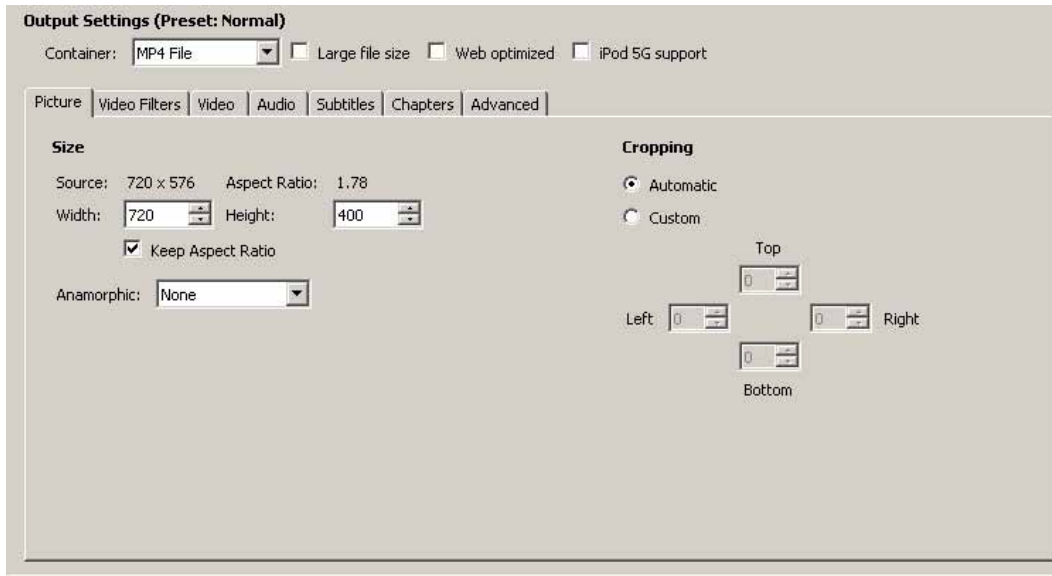 Output Settings (Preset: Normal)
Container: MP4 File Large file size Web optimized iPod 5G support
Picture Video Filters Video Audio Subtitles Chapters Advanced
Size
Source: 720 x 576 Aspect Ratio: 1.78
Width: 720 Height: 400
Keep Aspect Ratio
Anamorphic: None
Cropping
Automatic
Custom
Top
0
Left 0 0 Right
0
Bottom